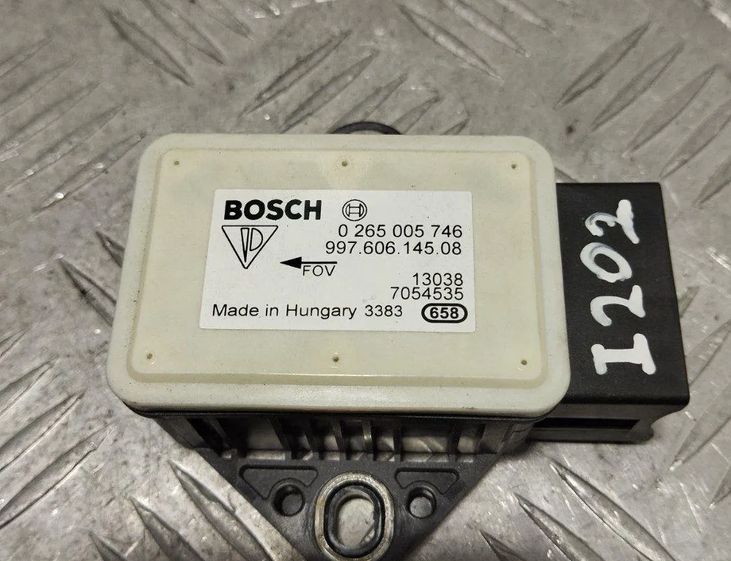 BOSCH
0 265 005 746
997.606.145.08
FOV
13038
7054535
Made in Hungary 3383 658
I202